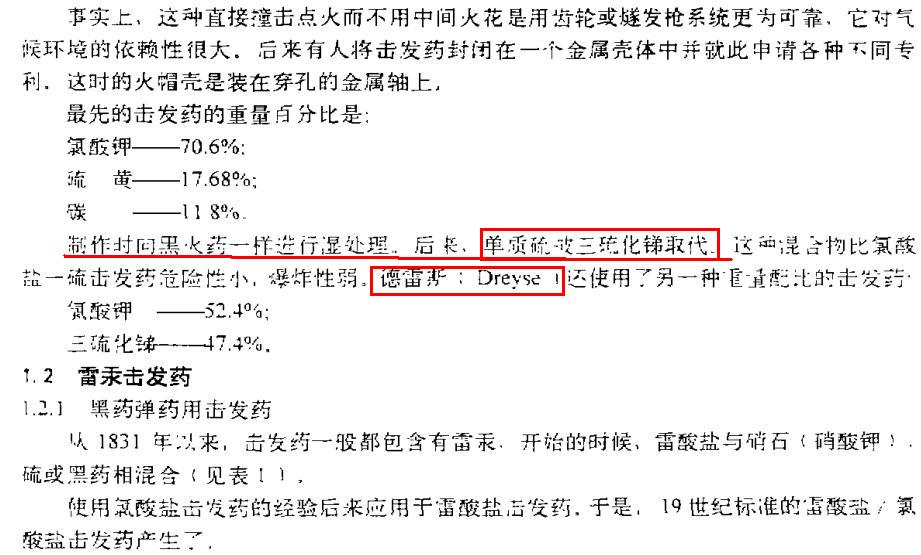 事实上，这种直接撞击点火而不用中间火花是用齿轮或燧发枪系统更为可靠，它对气
候环境的依赖性很大。后来有人将击发药封闭在一个金属壳体中并就此申请各种不同专
利，这时的火帽壳是装在穿孔的金属轴上。
最先的击发药的重量百分比是：
氯酸钾——70.6%；
硫　黄——17.68%；
碳　　——11.8%。
制作时向黑火药一样进行湿处理。后来，单质硫被三硫化锑取代。这种混合物比氯酸
盐—硫击发药危险性小，爆炸性弱。德雷斯（Dreyse）还使用了另一种重量配比的击发药：
氯酸钾　——52.4%；
三硫化锑——47.4%。
1.2　雷汞击发药
1.2.1　黑药弹药用击发药
从 1831 年以来，击发药一般都包含有雷汞。开始的时候，雷酸盐与硝石（硝酸钾），
硫或黑药相混合（见表1）。
使用氯酸盐击发药的经验后来应用于雷酸盐击发药，于是，19 世纪标准的雷酸盐／氯
酸盐击发药产生了。